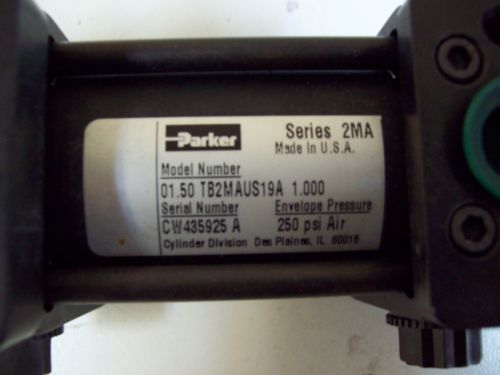 Parker
Series 2MA
Made In U.S.A.
Model Number
01.50 TB2MAUS19A 1.000
Serial Number Envelope Pressure
CW435925 A 250 psi Air
Cylinder Division Des Plaines, IL 60016